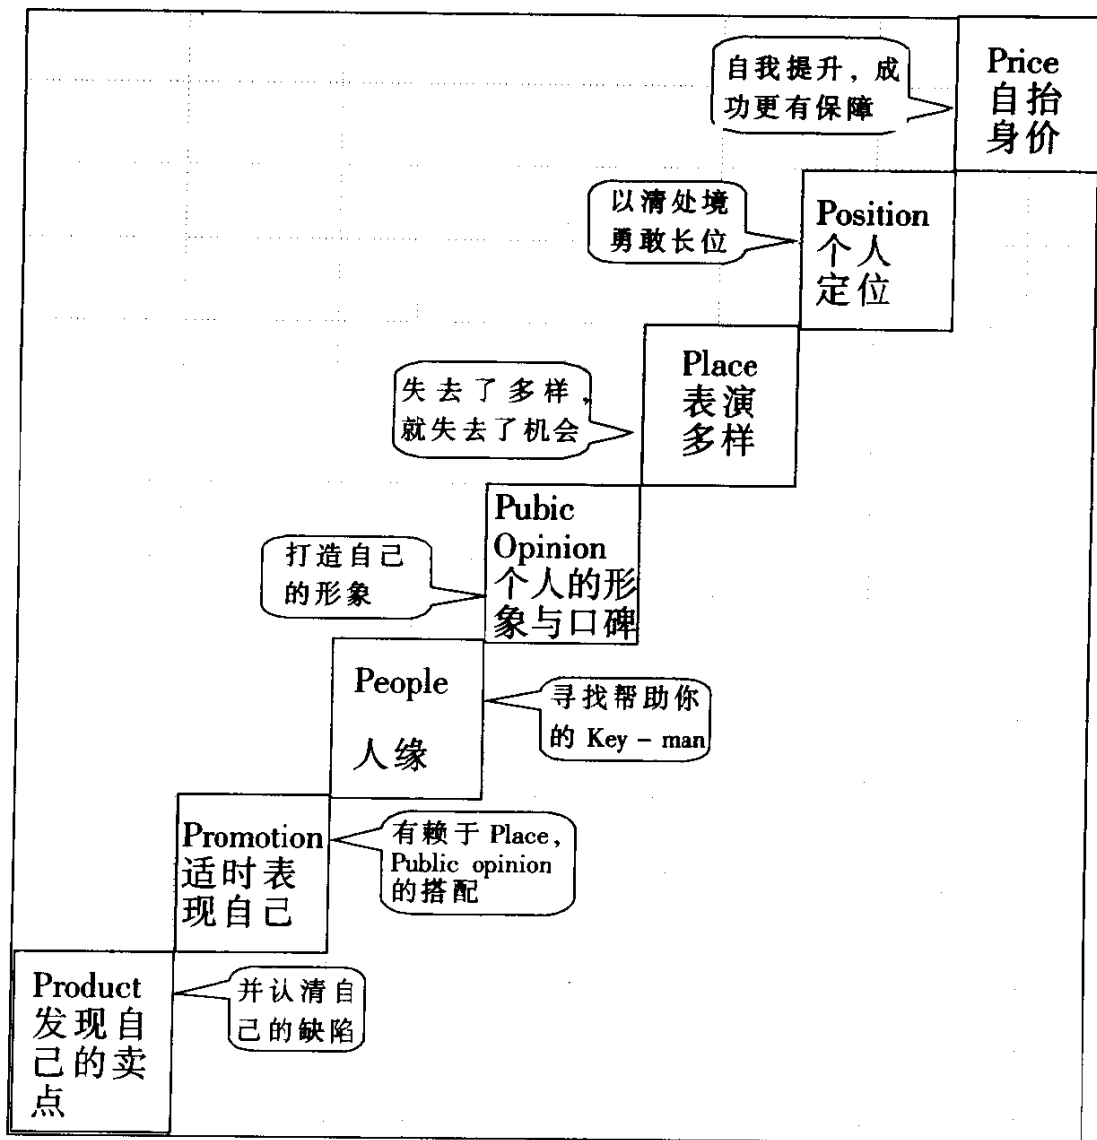 自我提升，成
功更有保障
Price
自抬
身价
以清处境
勇敢长位
Position
个人
定位
失去了多样，
就失去了机会
Place
表演
多样
打造自己
的形象
Pubic
Opinion
个人的形
象与口碑
People
人缘
寻找帮助你
的 Key – man
Promotion
适时表
现自己
有赖于 Place，
Public opinion
的搭配
Product
发现自
己的卖
点
并认清自
己的缺陷